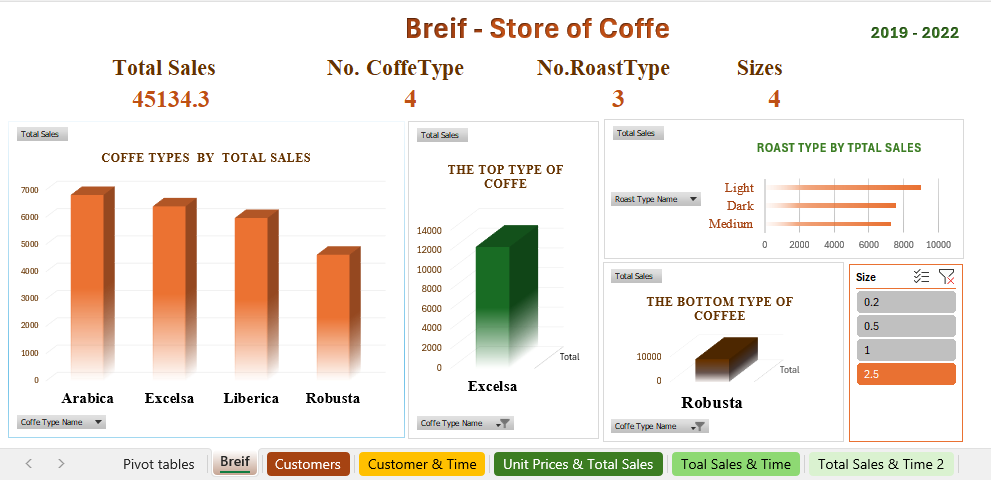 Breif - Store of Coffe
2019 - 2022
Total Sales
No. CoffeType
No.RoastType
Sizes
45134.3
4
3
4
Total Sales
COFFE TYPES BY TOTAL SALES
7000
6000
5000
4000
3000
2000
1000
0
Arabica
Excelsa
Liberica
Robusta
Coffe Type Name
Total Sales
THE TOP TYPE OF
COFFE
14000
12000
10000
8000
6000
4000
2000
0
Total
Excelsa
Coffe Type Name
Total Sales
ROAST TYPE BY TPTAL SALES
Roast Type Name
Light
Dark
Medium
0
2000
4000
6000
8000
10000
Total Sales
THE BOTTOM TYPE OF
COFFEE
10000
0
Total
Robusta
Coffe Type Name
Size
0.2
0.5
1
2.5
Pivot tables
Breif
Customers
Customer & Time
Unit Prices & Total Sales
Toal Sales & Time
Total Sales & Time 2